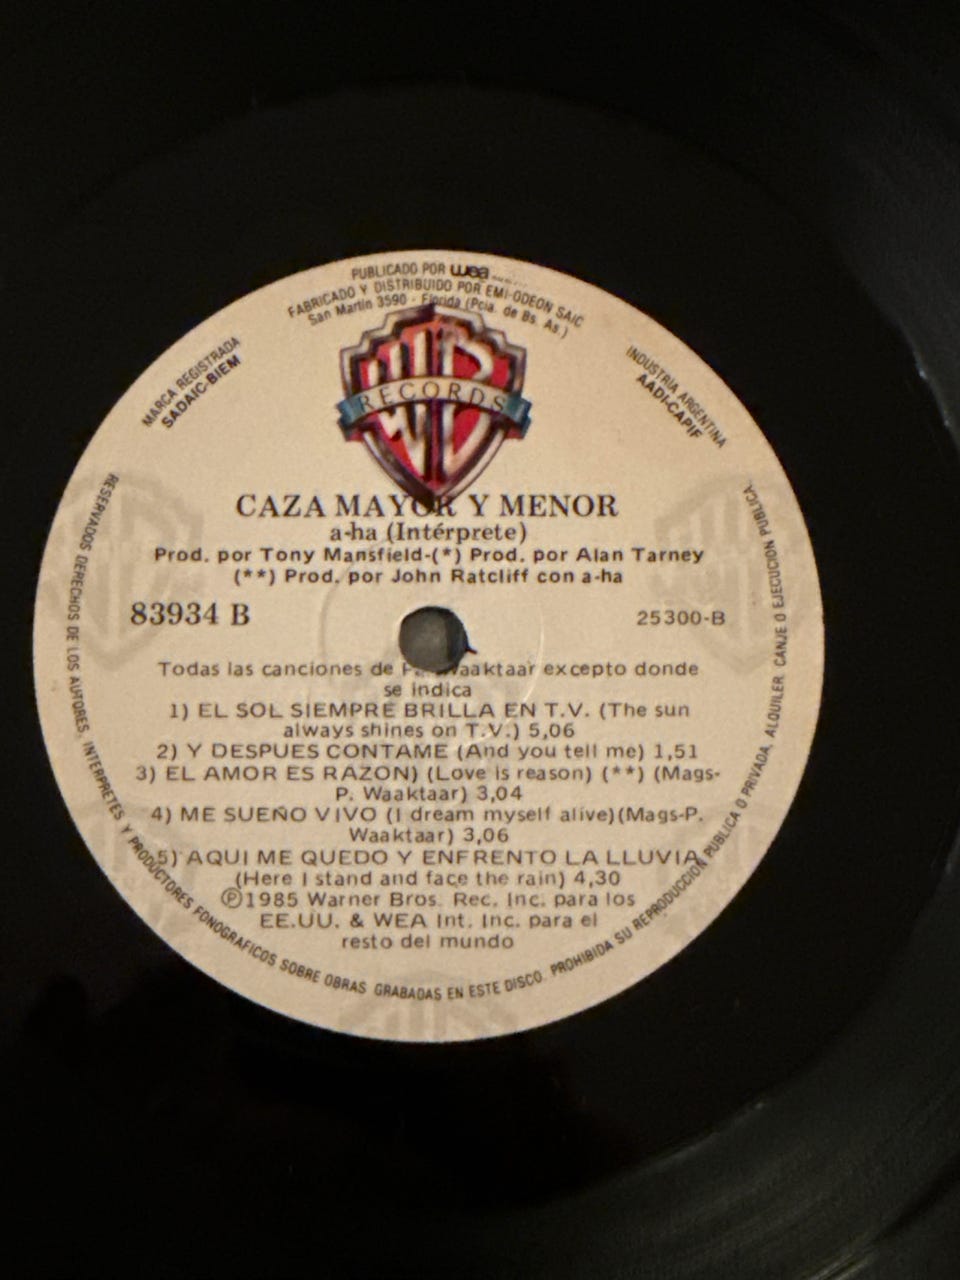 PUBLICADO POR wea
FABRICADO Y DISTRIBUIDO POR EMI-ODEON SAIC
San Martín 3590 - Florida (Pcia. de Bs. As.)
MARCA REGISTRADA
SADAIC-BIEM
INDUSTRIA ARGENTINA
AADI-CAPIF
RECORDS
CAZA MAYOR Y MENOR
a-ha (Intérprete)
Prod. por Tony Mansfield-(*) Prod. por Alan Tarney
(**) Prod. por John Ratcliff con a-ha
83934 B
25300-B
Todas las canciones de Waaktaar excepto donde
se indica
1) EL SOL SIEMPRE BRILLA EN T.V. (The sun
always shines on T.V.) 5,06
2) Y DESPUES CONTAME (And you tell me) 1,51
3) EL AMOR ES RAZON) (Love is reason) (**) (Mags-
P. Waaktaar) 3,04
4) ME SUEÑO VIVO (I dream myself alive)(Mags-P.
Waaktaar) 3,06
5) AQUI ME QUEDO Y ENFRENTO LA LLUVIA
(Here I stand and face the rain) 4,30
Ⓟ1985 Warner Bros. Rec. Inc. para los
EE.UU. & WEA Int. Inc. para el
resto del mundo
RESERVADOS DERECHOS DE LOS AUTORES, INTERPRETES Y PRODUCTORES FONOGRAFICOS SOBRE OBRAS GRABADAS EN ESTE DISCO. PROHIBIDA SU REPRODUCCION PUBLICA O PRIVADA, ALQUILER, CANJE O EJECUCION PUBLICA.